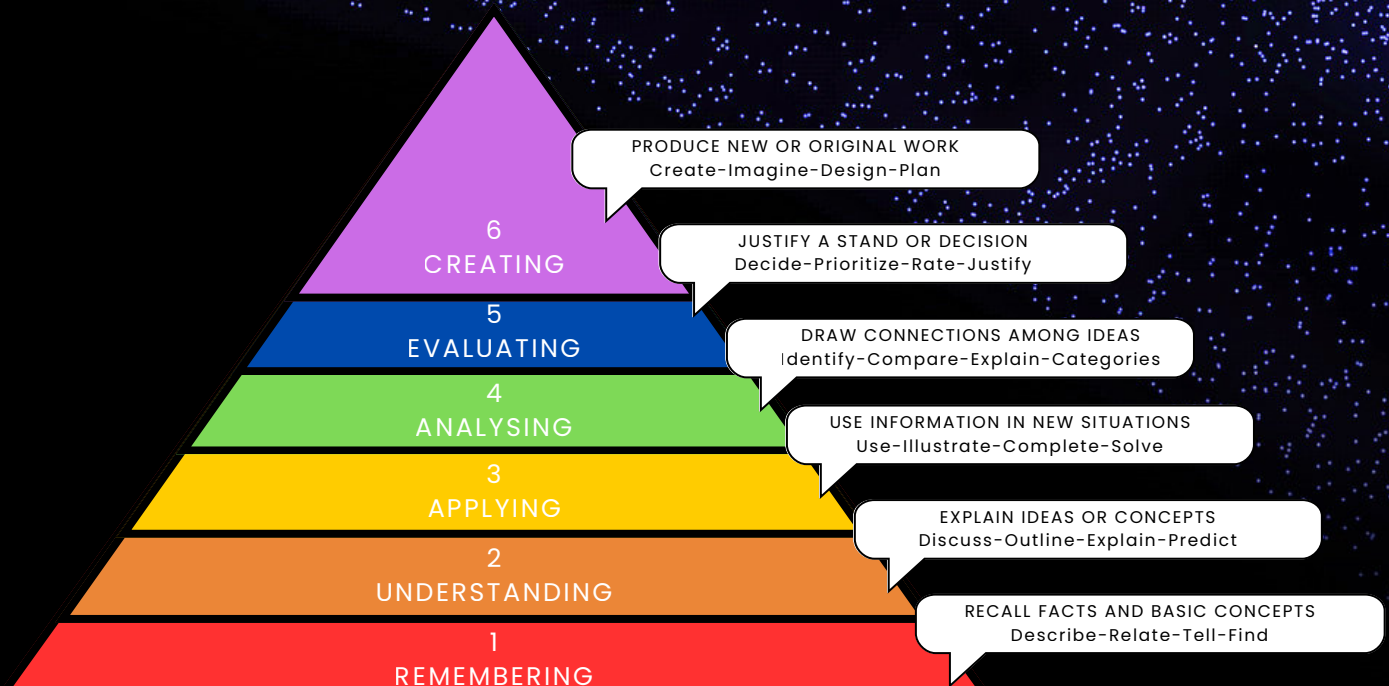 PRODUCE NEW OR ORIGINAL WORK
Create-Imagine-Design-Plan
6
CREATING
JUSTIFY A STAND OR DECISION
Decide-Prioritize-Rate-Justify
5
EVALUATING
DRAW CONNECTIONS AMONG IDEAS
Identify-Compare-Explain-Categories
4
ANALYSING
USE INFORMATION IN NEW SITUATIONS
Use-Illustrate-Complete-Solve
3
APPLYING
EXPLAIN IDEAS OR CONCEPTS
Discuss-Outline-Explain-Predict
2
UNDERSTANDING
RECALL FACTS AND BASIC CONCEPTS
Describe-Relate-Tell-Find
1
REMEMBERING